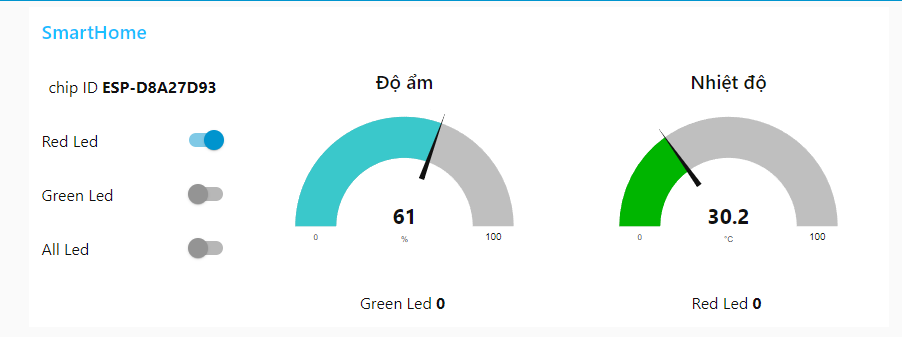 SmartHome
chip ID ESP-D8A27D93
Red Led
Green Led
All Led
Độ ẩm
61
%
0
100
Green Led 0
Nhiệt độ
30.2
°C
0
100
Red Led 0